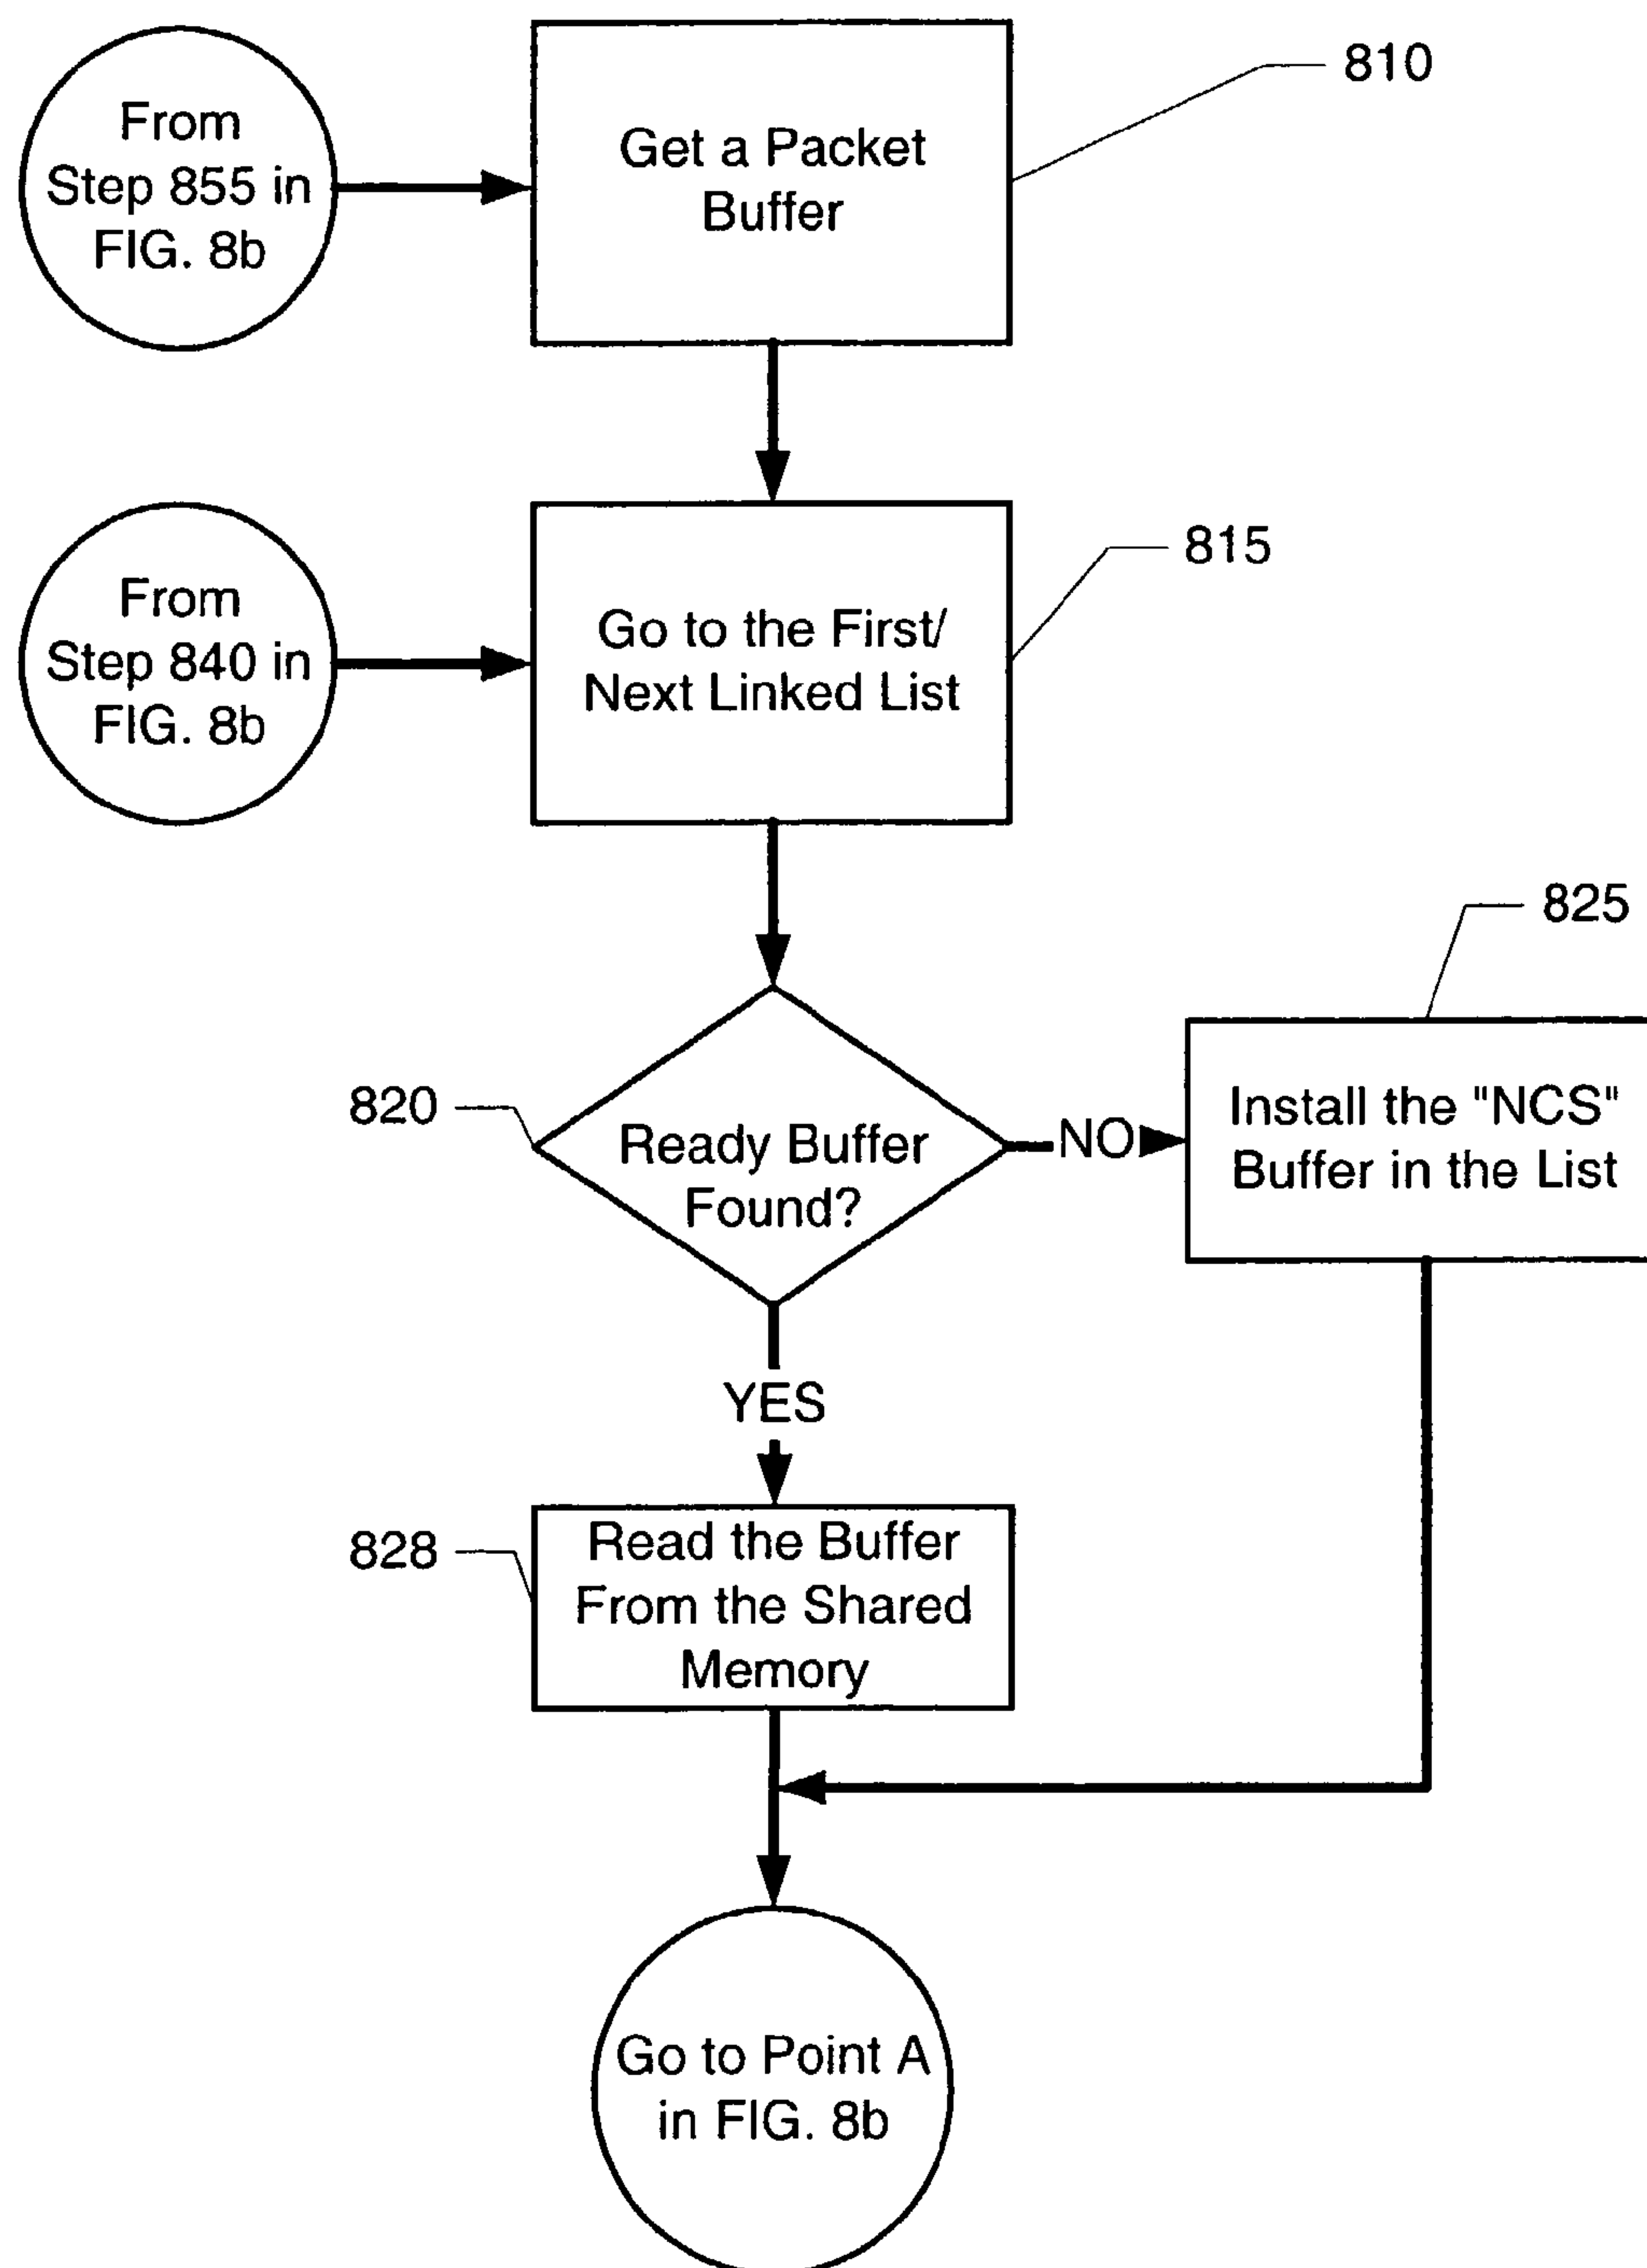 From
Step 855 in
FIG. 8b
Get a Packet
Buffer
810
From
Step 840 in
FIG. 8b
Go to the First/
Next Linked List
815
820
Ready Buffer
Found?
NO
825
Install the "NCS"
Buffer in the List
YES
828
Read the Buffer
From the Shared
Memory
Go to Point A
in FIG. 8b